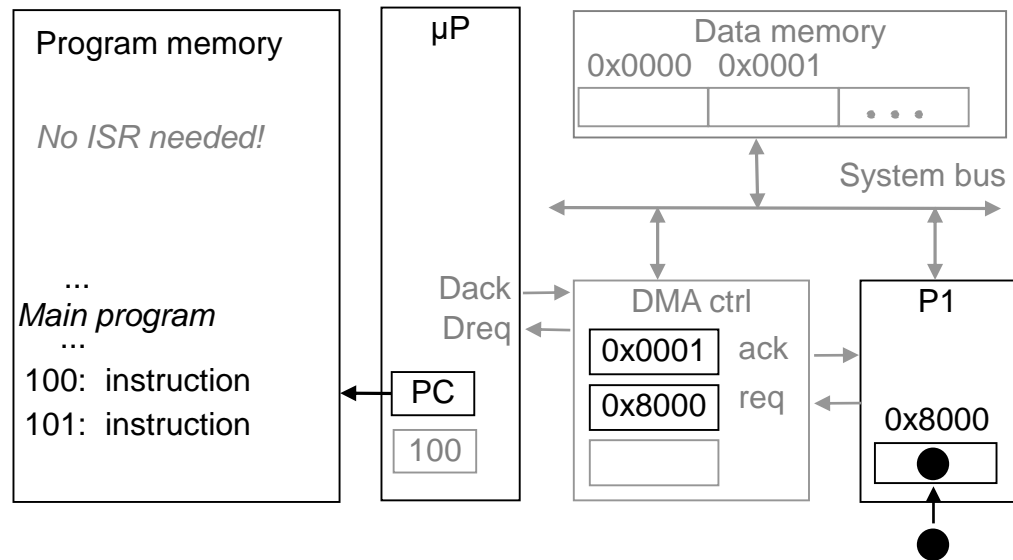 Program memory
No ISR needed!
...
Main program
...
100: instruction
101: instruction
µP
Dack
Dreq
PC
100
Data memory
0x0000 0x0001
...
System bus
DMA ctrl
0x0001
0x8000
ack
req
P1
0x8000